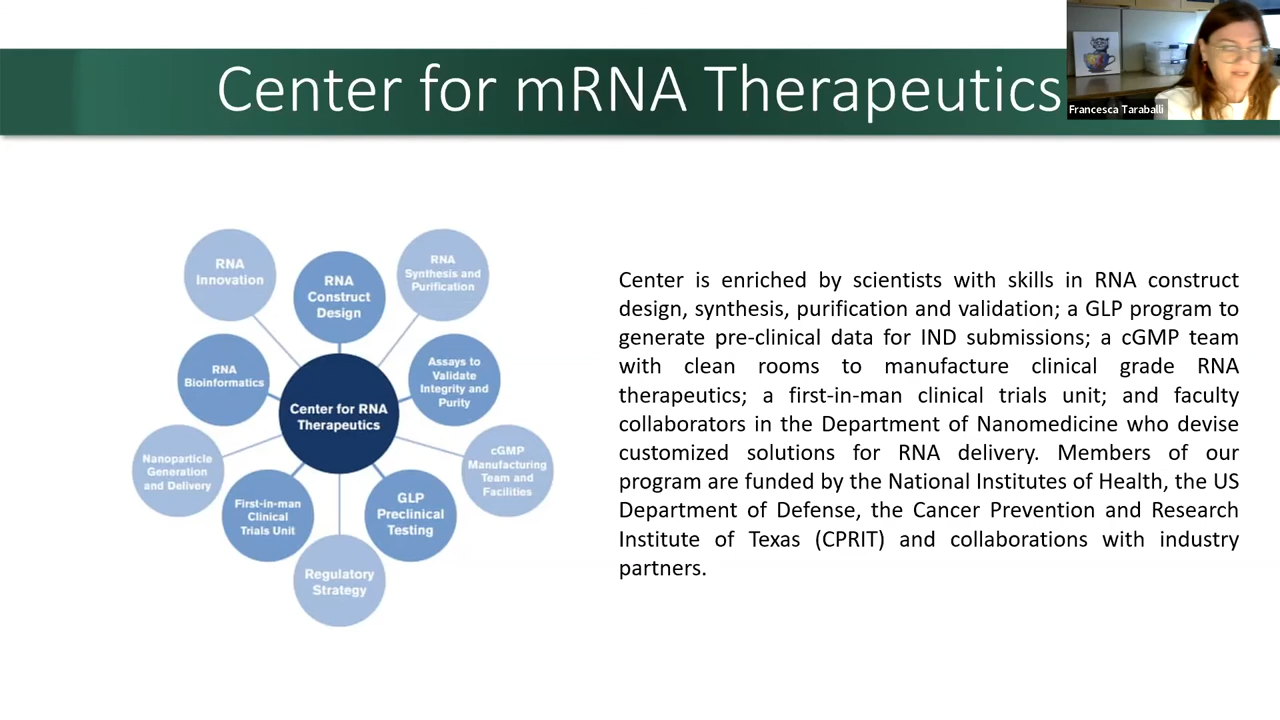 Center for mRNA Therapeutics
Francesca Taraballi
RNA
Innovation
RNA
Construct
Design
RNA
Synthesis and
Purification
RNA
Bioinformatics
Assays to
Validate
Integrity and
Purity
Center for RNA
Therapeutics
Nanoparticle
Generation
and Delivery
cGMP
Manufacturing
Team and
Facilities
First-in-man
Clinical
Trials Unit
GLP
Preclinical
Testing
Regulatory
Strategy
Center is enriched by scientists with skills in RNA construct
design, synthesis, purification and validation; a GLP program to
generate pre-clinical data for IND submissions; a cGMP team
with clean rooms to manufacture clinical grade RNA
therapeutics; a first-in-man clinical trials unit; and faculty
collaborators in the Department of Nanomedicine who devise
customized solutions for RNA delivery. Members of our
program are funded by the National Institutes of Health, the US
Department of Defense, the Cancer Prevention and Research
Institute of Texas (CPRIT) and collaborations with industry
partners.